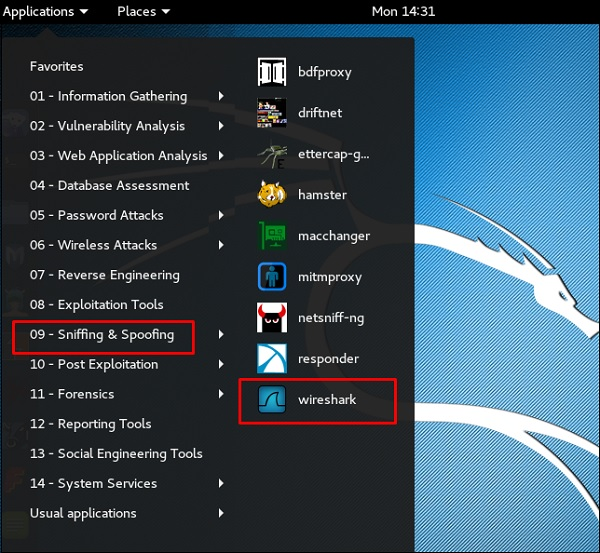 Applications Places Mon 14:31
Favorites
01 - Information Gathering
02 - Vulnerability Analysis
03 - Web Application Analysis
04 - Database Assessment
05 - Password Attacks
06 - Wireless Attacks
07 - Reverse Engineering
08 - Exploitation Tools
09 - Sniffing & Spoofing
10 - Post Exploitation
11 - Forensics
12 - Reporting Tools
13 - Social Engineering Tools
14 - System Services
Usual applications
bdfproxy
driftnet
ettercap-g...
hamster
macchanger
mitmproxy
netsniff-ng
responder
wireshark